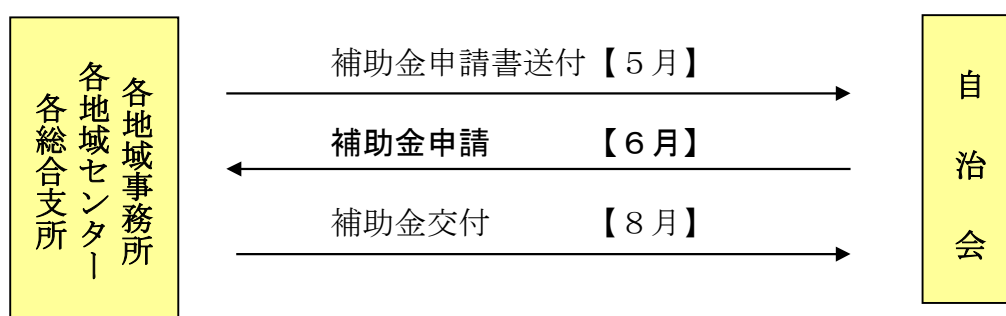 各地域事務所
各地域センター
各総合支所
補助金申請書送付【５月】
補助金申請　　　【６月】
補助金交付　　　【８月】
自治会